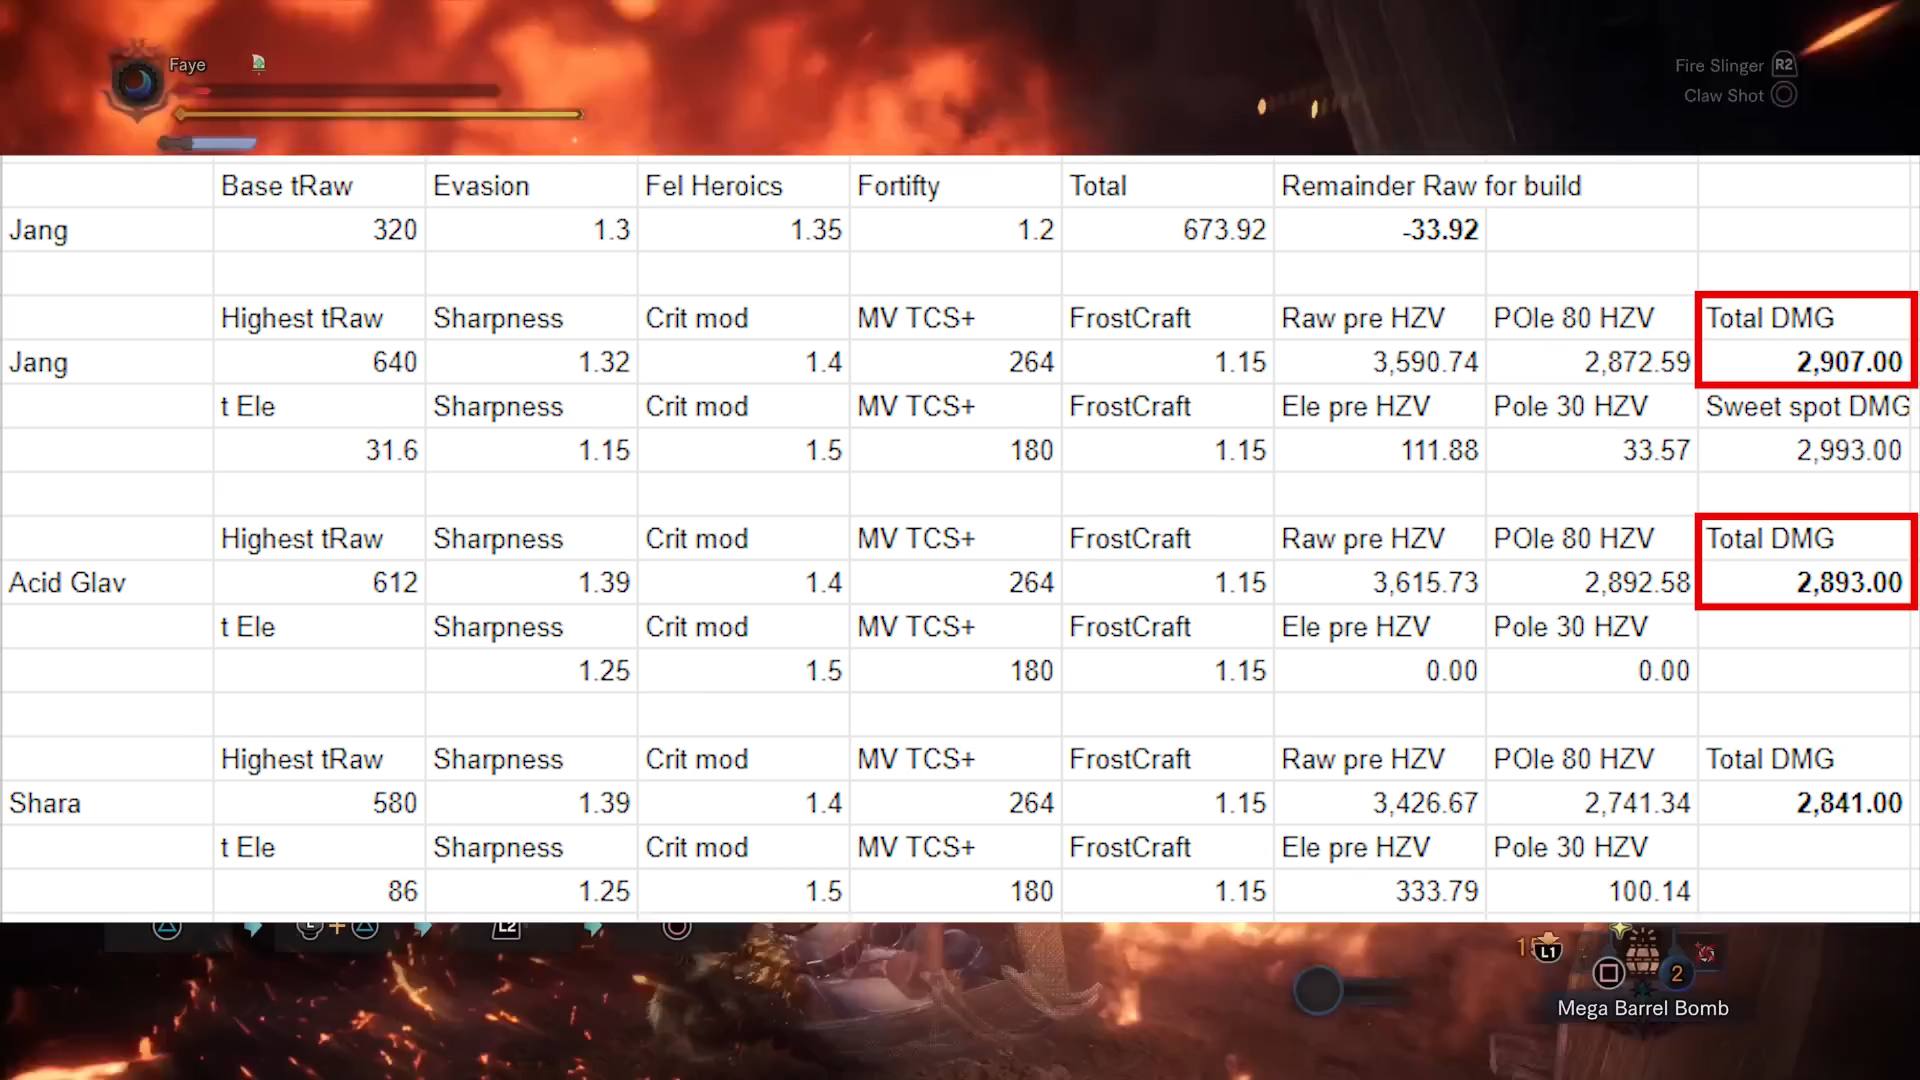 Faye
Fire Slinger R2
Claw Shot
Base tRaw Evasion Fel Heroics Fortifty Total Remainder Raw for build
Jang 320 1.3 1.35 1.2 673.92 -33.92
Highest tRaw Sharpness Crit mod MV TCS+ FrostCraft Raw pre HZV POle 80 HZV Total DMG
Jang 640 1.32 1.4 264 1.15 3,590.74 2,872.59 2,907.00
t Ele Sharpness Crit mod MV TCS+ FrostCraft Ele pre HZV Pole 30 HZV Sweet spot DMG
31.6 1.15 1.5 180 1.15 111.88 33.57 2,993.00
Highest tRaw Sharpness Crit mod MV TCS+ FrostCraft Raw pre HZV POle 80 HZV Total DMG
Acid Glav 612 1.39 1.4 264 1.15 3,615.73 2,892.58 2,893.00
t Ele Sharpness Crit mod MV TCS+ FrostCraft Ele pre HZV Pole 30 HZV
1.25 1.5 180 1.15 0.00 0.00
Highest tRaw Sharpness Crit mod MV TCS+ FrostCraft Raw pre HZV POle 80 HZV Total DMG
Shara 580 1.39 1.4 264 1.15 3,426.67 2,741.34 2,841.00
t Ele Sharpness Crit mod MV TCS+ FrostCraft Ele pre HZV Pole 30 HZV
86 1.25 1.5 180 1.15 333.79 100.14
L + L2
L1
2
Mega Barrel Bomb